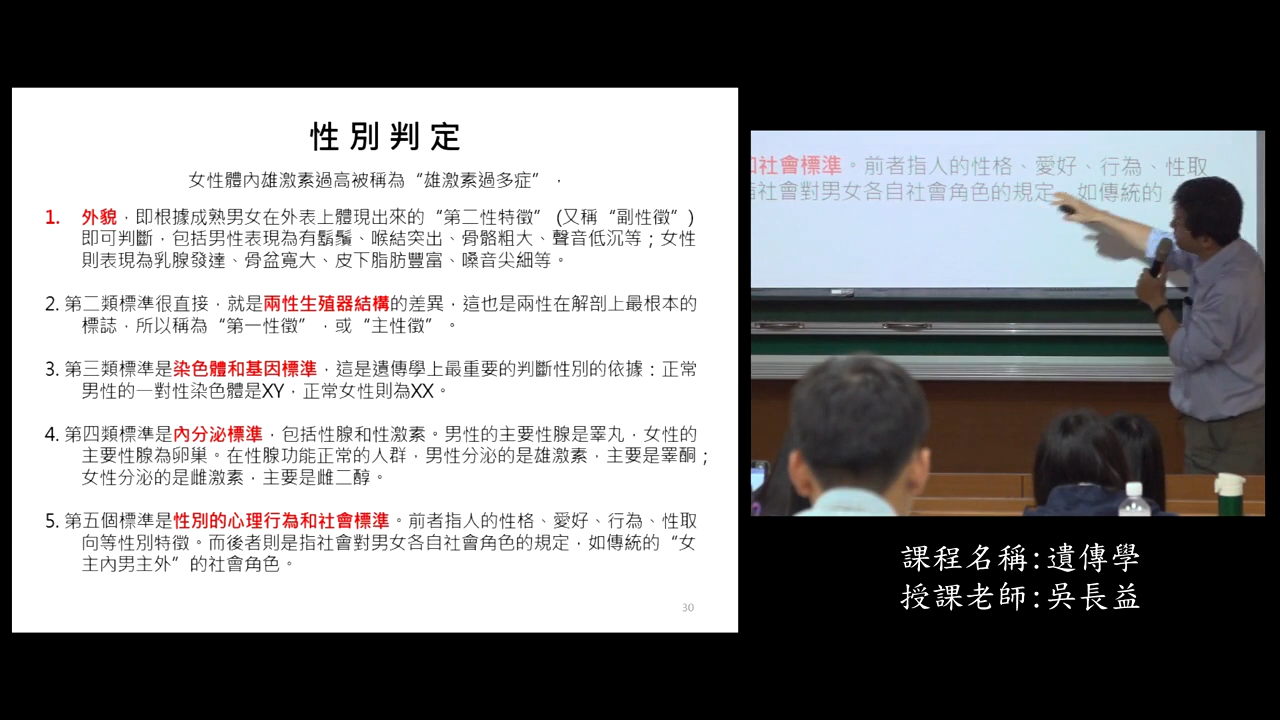 性別判定
女性體內雄激素過高被稱為“雄激素過多症”，
1. 外貌，即根據成熟男女在外表上體現出來的“第二性特徵”（又稱“副性徵”）
即可判斷，包括男性表現為有鬍鬚、喉結突出、骨骼粗大、聲音低沉等；女性
則表現為乳腺發達、骨盆寬大、皮下脂肪豐富、嗓音尖細等。
2. 第二類標準很直接，就是兩性生殖器結構的差異，這也是兩性在解剖上最根本的
標誌，所以稱為“第一性徵”，或“主性徵”。
3. 第三類標準是染色體和基因標準，這是遺傳學上最重要的判斷性別的依據：正常
男性的一對性染色體是XY，正常女性則為XX。
4. 第四類標準是內分泌標準，包括性腺和性激素。男性的主要性腺是睪丸，女性的
主要性腺為卵巢。在性腺功能正常的人群，男性分泌的是雄激素，主要是睪酮；
女性分泌的是雌激素，主要是雌二醇。
5. 第五個標準是性別的心理行為和社會標準。前者指人的性格、愛好、行為、性取
向等性別特徵。而後者則是指社會對男女各自社會角色的規定，如傳統的“女
主內男主外”的社會角色。
30
和社會標準。前者指人的性格、愛好、行為、性取
指社會對男女各自社會角色的規定，如傳統的
課程名稱:遺傳學
授課老師:吳長益